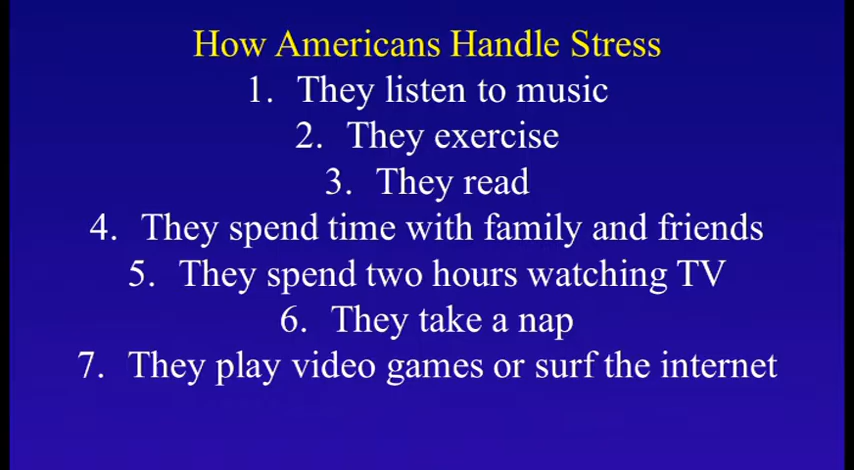 How Americans Handle Stress
1. They listen to music
2. They exercise
3. They read
4. They spend time with family and friends
5. They spend two hours watching TV
6. They take a nap
7. They play video games or surf the internet